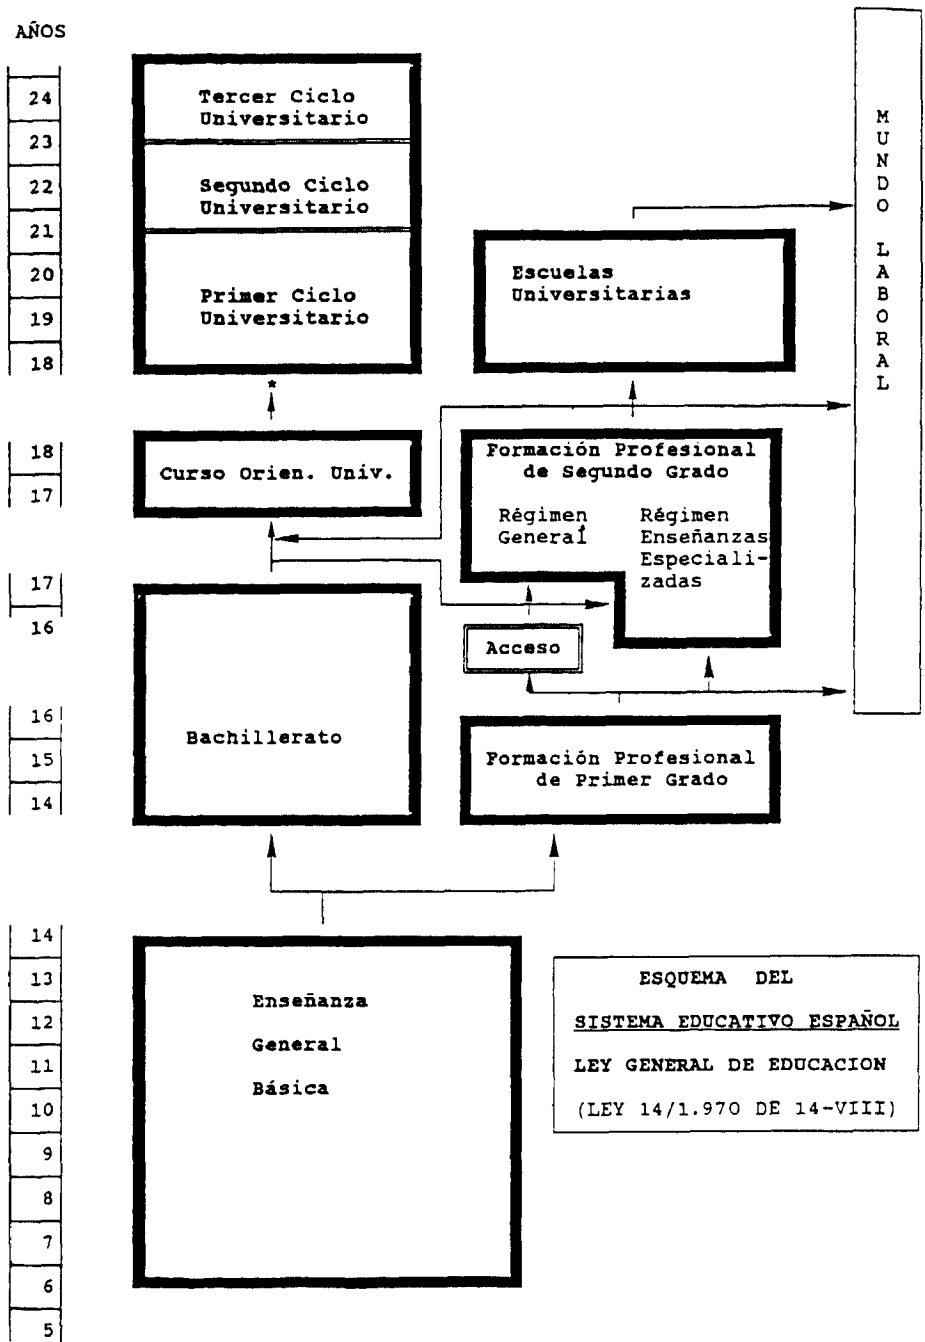 AÑOS
24
23
22
21
20
19
18
18
17
17
16
16
15
14
14
13
12
11
10
9
8
7
6
5
Tercer Ciclo
Universitario
Segundo Ciclo
Universitario
Primer Ciclo
Universitario
*
Curso Orien. Univ.
Bachillerato
Escuelas
Universitarias
Formación Profesional
de Segundo Grado
Régimen
General
Régimen
Enseñanzas
Especiali-
zadas
Acceso
Formación Profesional
de Primer Grado
MUNDO LABORAL
Enseñanza
General
Básica
ESQUEMA DEL
SISTEMA EDUCATIVO ESPAÑOL
LEY GENERAL DE EDUCACION
(LEY 14/1.970 DE 14-VIII)